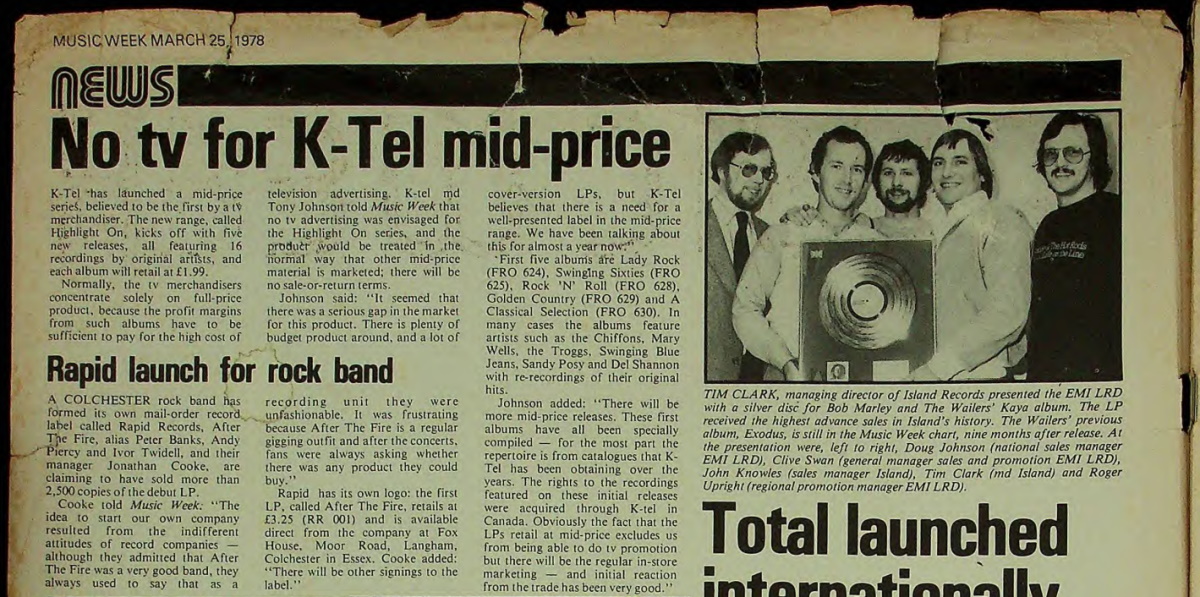 MUSIC WEEK MARCH 25, 1978
NEWS
No tv for K-Tel mid-price
K-Tel has launched a mid-price
series, believed to be the first by a tv
merchandiser. The new range, called
Highlight On, kicks off with five
new releases, all featuring 16
recordings by original artists, and
each album will retail at £1.99.
Normally, the tv merchandisers
concentrate solely on full-price
product, because the profit margins
from such albums have to be
sufficient to pay for the high cost of
television advertising. K-tel md
Tony Johnson told Music Week that
no tv advertising was envisaged for
the Highlight On series, and the
product would be treated in the
normal way that other mid-price
material is marketed; there will be
no sale-or-return terms.
Johnson said: "It seemed that
there was a serious gap in the market
for this product. There is plenty of
budget product around, and a lot of
cover-version LPs, but K-Tel
believes that there is a need for a
well-presented label in the mid-price
range. We have been talking about
this for almost a year now."
First five albums are Lady Rock
(FRO 624), Swinging Sixties (FRO
625), Rock 'N' Roll (FRO 628),
Golden Country (FRO 629) and A
Classical Selection (FRO 630). In
many cases the albums feature
artists such as the Chiffons, Mary
Wells, the Troggs, Swinging Blue
Jeans, Sandy Posy and Del Shannon
with re-recordings of their original
hits.
Johnson added: "There will be
more mid-price releases. These first
albums have all been specially
compiled — for the most part the
repertoire is from catalogues that K-
Tel has been obtaining over the
years. The rights to the recordings
featured on these initial releases
were acquired through K-tel in
Canada. Obviously the fact that the
LPs retail at mid-price excludes us
from being able to do tv promotion
but there will be the regular in-store
marketing — and initial reaction
from the trade has been very good."
Rapid launch for rock band
A COLCHESTER rock band has
formed its own mail-order record
label called Rapid Records, After
The Fire, alias Peter Banks, Andy
Piercy and Ivor Twidell, and their
manager Jonathan Cooke, are
claiming to have sold more than
2,500 copies of the debut LP.
Cooke told Music Week: "The
idea to start our own company
resulted from the indifferent
attitudes of record companies —
although they admitted that After
The Fire was a very good band, they
always used to say that as a
recording unit they were
unfashionable. It was frustrating
because After The Fire is a regular
gigging outfit and after the concerts,
fans were always asking whether
there was any product they could
buy."
Rapid has its own logo: the first
LP, called After The Fire, retails at
£3.25 (RR 001) and is available
direct from the company at Fox
House, Moor Road, Langham,
Colchester in Essex. Cooke added:
"There will be other signings to the
label."
TIM CLARK, managing director of Island Records presented the EMI LRD
with a silver disc for Bob Marley and The Wailers' Kaya album. The LP
received the highest advance sales in Island's history. The Wailers' previous
album, Exodus, is still in the Music Week chart, nine months after release. At
the presentation were, left to right, Doug Johnson (national sales manager
EMI LRD), Clive Swan (general manager sales and promotion EMI LRD),
John Knowles (sales manager Island), Tim Clark (md Island) and Roger
Upright (regional promotion manager EMI LRD).
Total launched
internationally